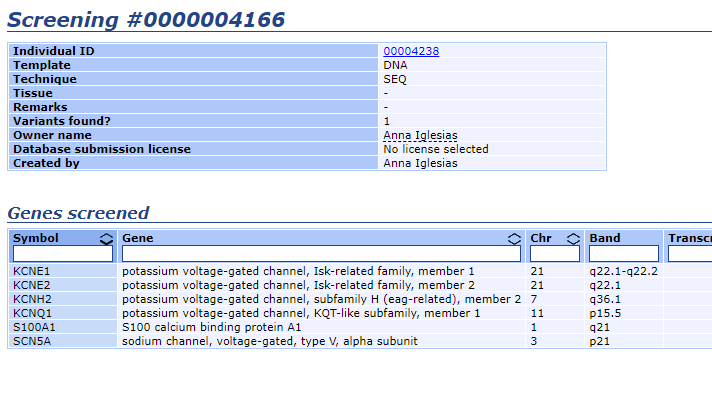 Screening #0000004166
Individual ID 00004238
Template DNA
Technique SEQ
Tissue -
Remarks -
Variants found? 1
Owner name Anna Iglesias
Database submission license No license selected
Created by Anna Iglesias
Genes screened
Symbol Gene Chr Band Transcr
KCNE1 potassium voltage-gated channel, Isk-related family, member 1 21 q22.1-q22.2
KCNE2 potassium voltage-gated channel, Isk-related family, member 2 21 q22.1
KCNH2 potassium voltage-gated channel, subfamily H (eag-related), member 2 7 q36.1
KCNQ1 potassium voltage-gated channel, KQT-like subfamily, member 1 11 p15.5
S100A1 S100 calcium binding protein A1 1 q21
SCN5A sodium channel, voltage-gated, type V, alpha subunit 3 p21